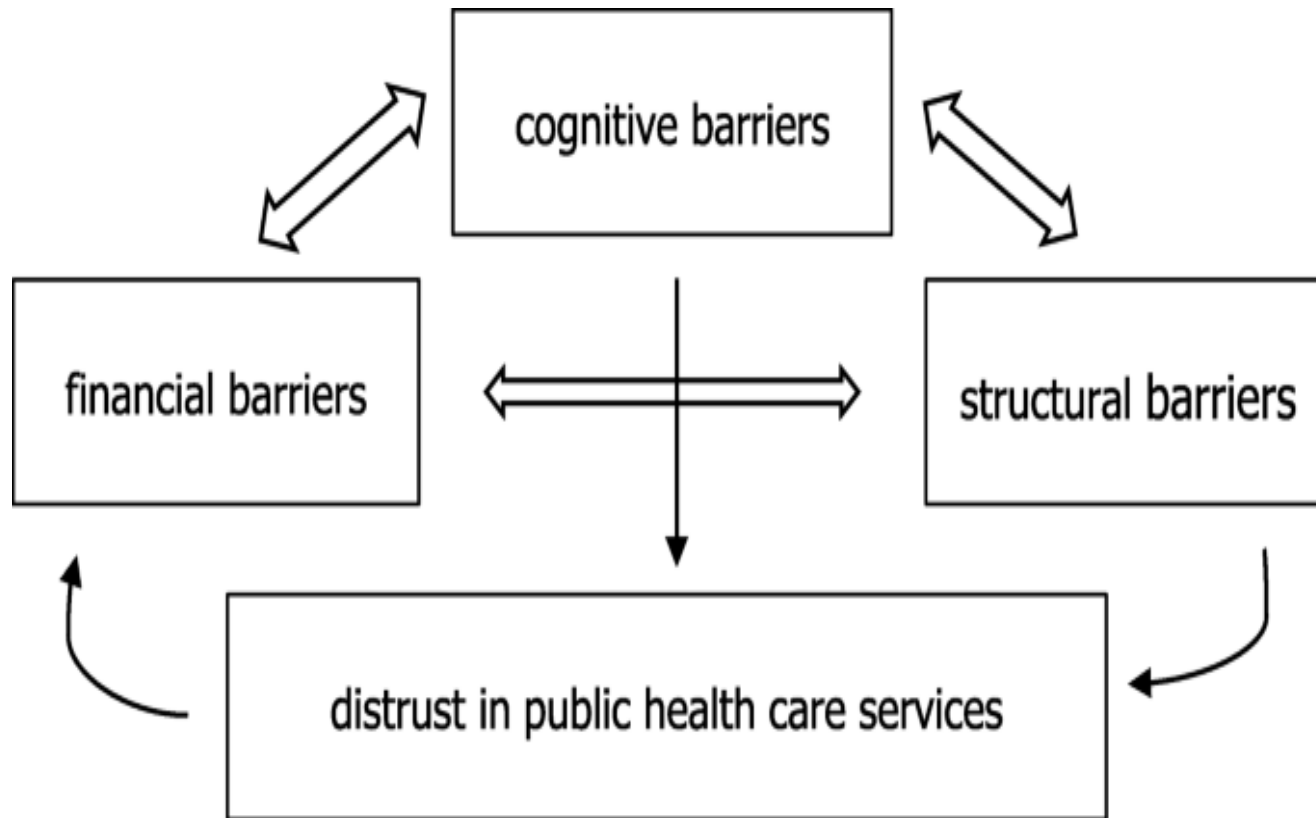 cognitive barriers
financial barriers
structural barriers
distrust in public health care services